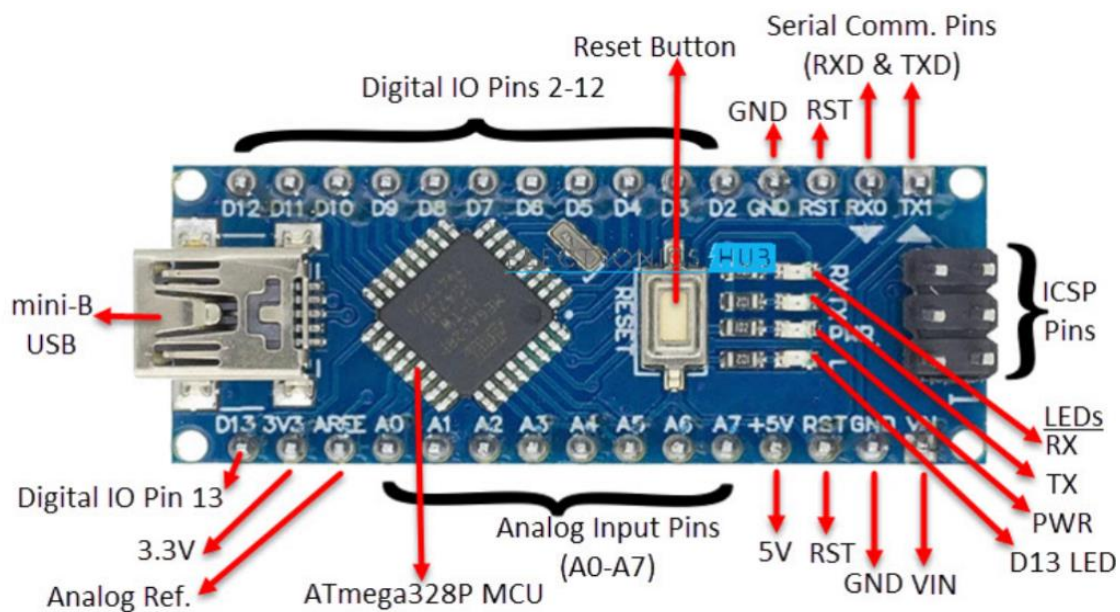 Reset Button
Serial Comm. Pins
(RXD & TXD)
Digital IO Pins 2-12
GND
RST
D12 D11 D10 D9 D8 D7 D6 D5 D4 D3 D2 GND RST RX0 TX1
HUB
mini-B
USB
RESET
RX
TX
L
ICSP
Pins
1
D13 3V3 AREF A0 A1 A2 A3 A4 A5 A6 A7 +5V RST GND VIN
LEDs
RX
TX
PWR
D13 LED
Digital IO Pin 13
3.3V
Analog Ref.
ATmega328P MCU
Analog Input Pins
(A0-A7)
5V
RST
GND
VIN